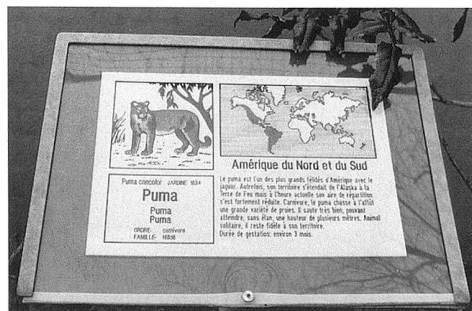 Amérique du Nord et du Sud
Puma concolor JARDINE 1834
Puma
Puma
Puma
ORDRE: carnivore
FAMILLE: félidé
Le puma est l'un des plus grands félidés d'Amérique avec le
jaguar. Autrefois, son territoire s'étendait de l'Alaska à la
Terre de Feu mais à l'heure actuelle son aire de répartition
s'est fortement réduite. Carnivore, le puma chasse à l'affût
une grande variété de proies. Il saute très bien, pouvant
atteindre, sans élan, une hauteur de plusieurs mètres. Animal
solitaire, il reste fidèle à son territoire.
Durée de gestation: environ 3 mois.